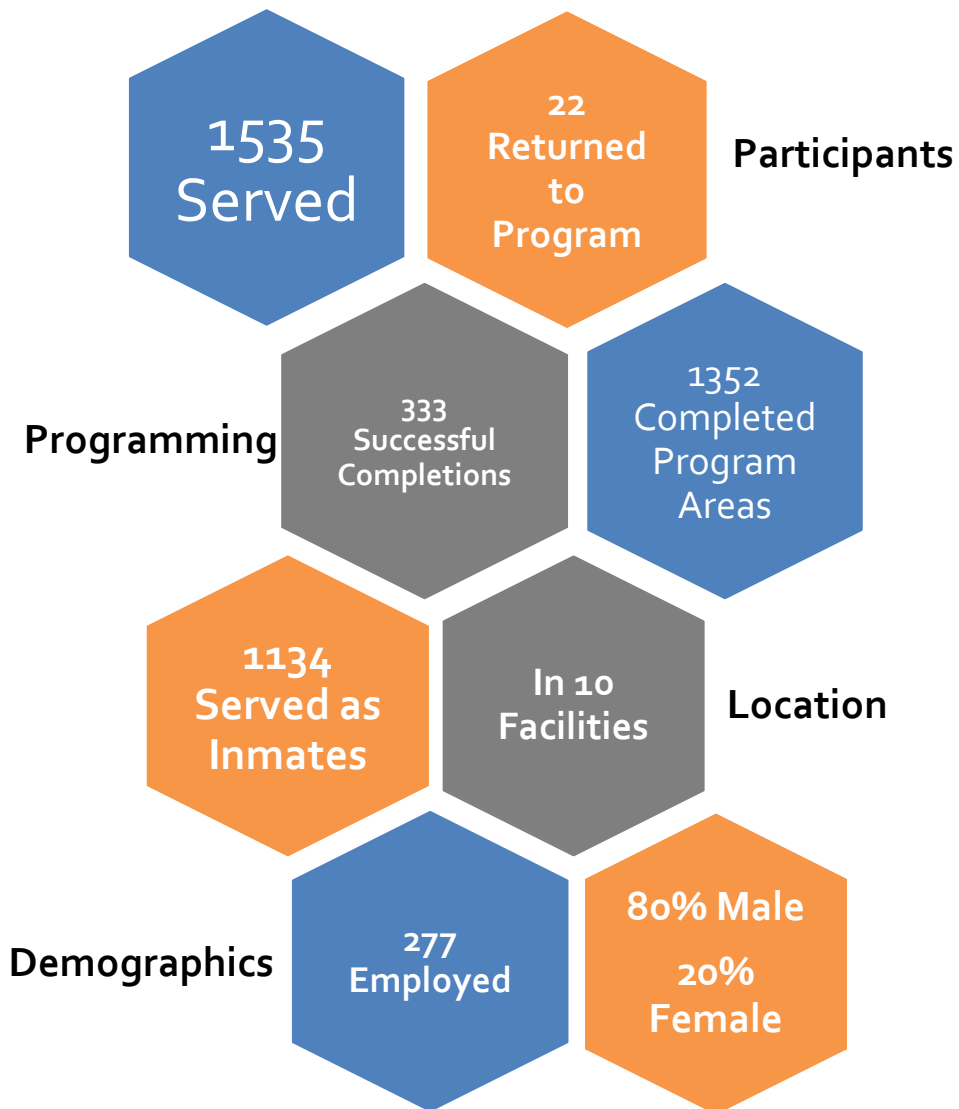 1535
Served
22
Returned
to
Program
Participants
Programming
333
Successful
Completions
1352
Completed
Program
Areas
1134
Served as
Inmates
In 10
Facilities
Location
Demographics
277
Employed
80% Male
20%
Female